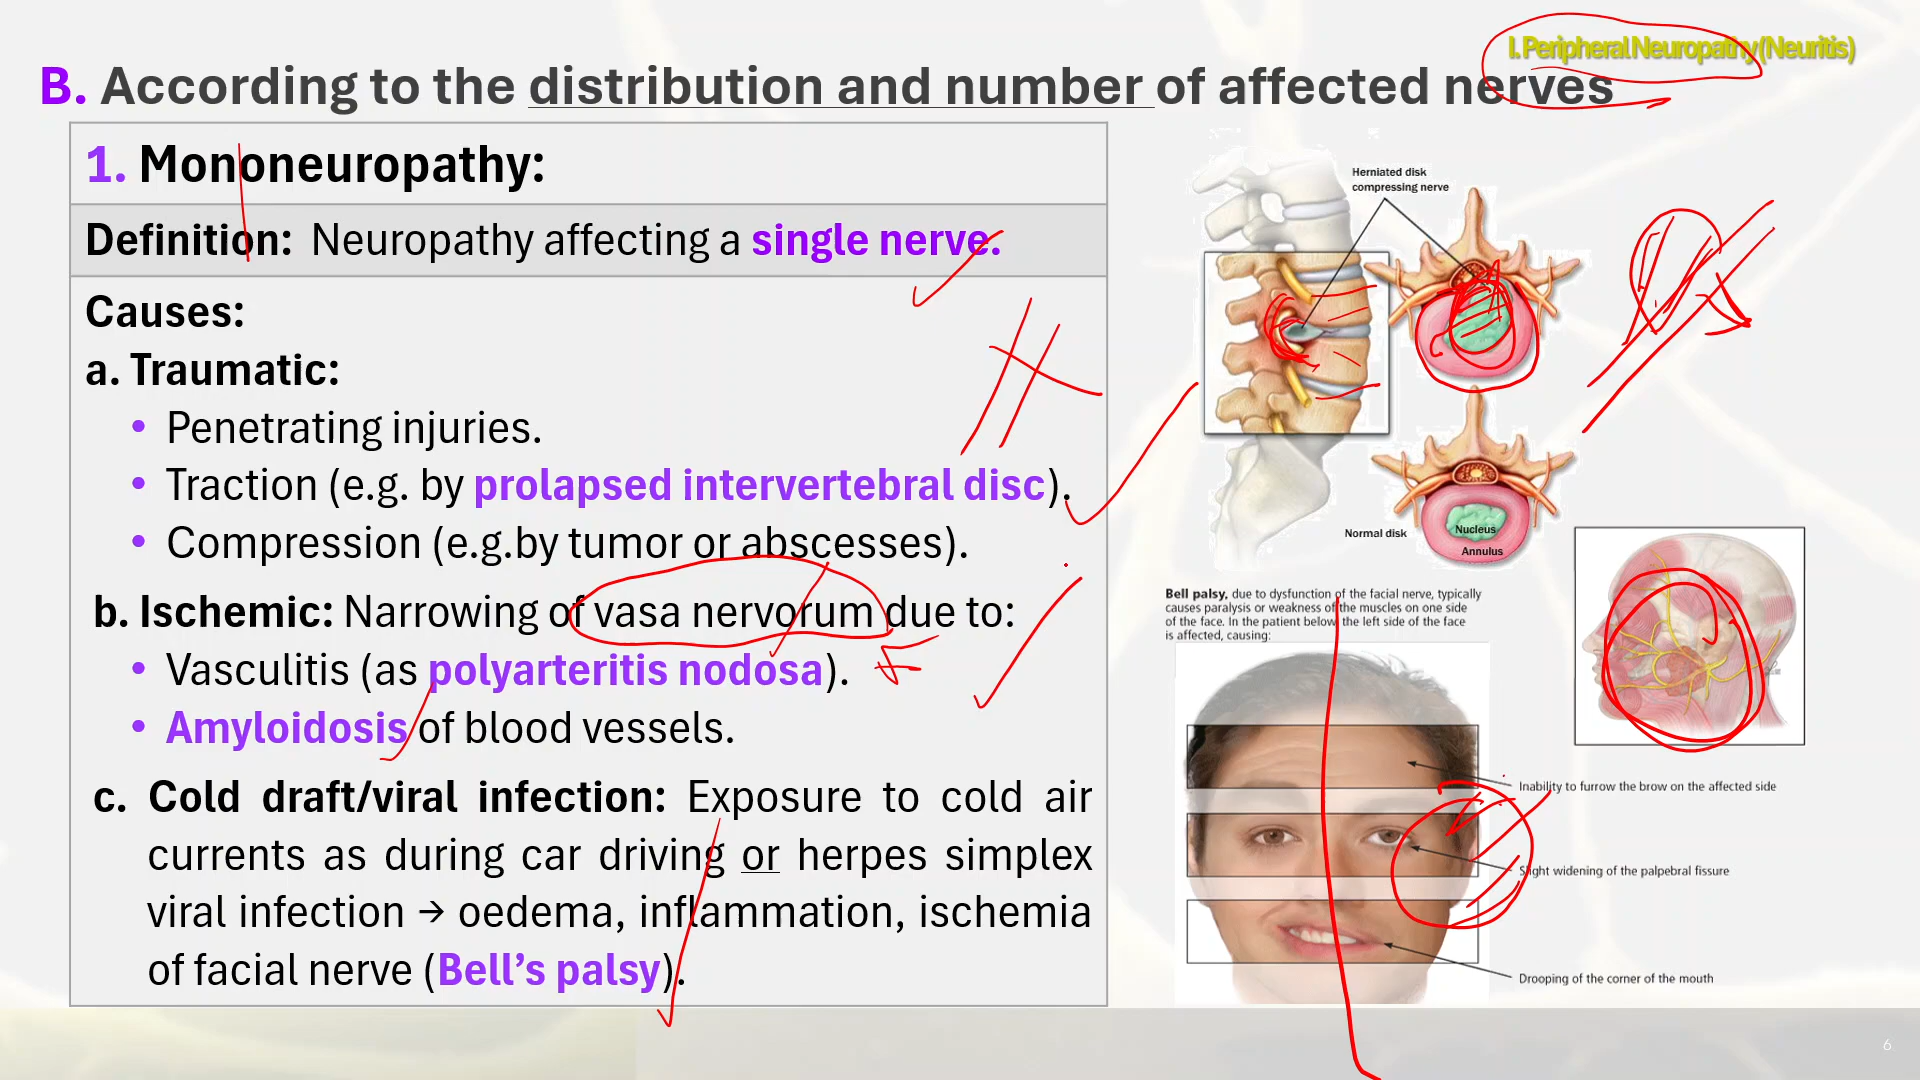 I. Peripheral Neuropathy (Neuritis)
B. According to the distribution and number of affected nerves
1. Mononeuropathy:
Definition: Neuropathy affecting a single nerve.
Causes:
a. Traumatic:
• Penetrating injuries.
• Traction (e.g. by prolapsed intervertebral disc).
• Compression (e.g.by tumor or abscesses).
b. Ischemic: Narrowing of vasa nervorum due to:
• Vasculitis (as polyarteritis nodosa).
• Amyloidosis of blood vessels.
c. Cold draft/viral infection: Exposure to cold air
currents as during car driving or herpes simplex
viral infection → oedema, inflammation, ischemia
of facial nerve (Bell’s palsy).
Herniated disk
compressing nerve
Normal disk
Nucleus
Annulus
Bell palsy, due to dysfunction of the facial nerve, typically
causes paralysis or weakness of the muscles on one side
of the face. In the patient below, the left side of the face
is affected, causing:
Inability to furrow the brow on the affected side
Slight widening of the palpebral fissure
Drooping of the corner of the mouth
6